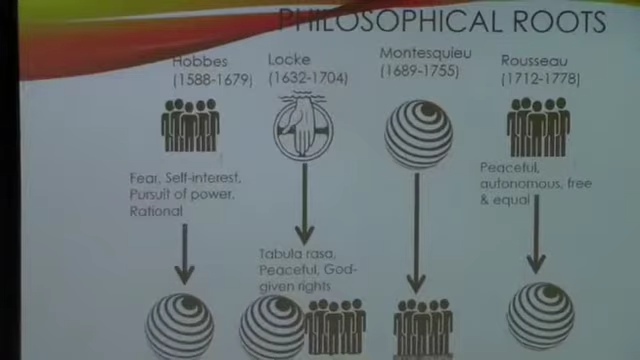 PHILOSOPHICAL ROOTS
Hobbes
(1588-1679)
Locke
(1632-1704)
Montesquieu
(1689-1755)
Rousseau
(1712-1778)
Fear, Self-interest,
Pursuit of power,
Rational
Tabula rasa,
Peaceful, God-
given rights
Peaceful,
autonomous, free
& equal